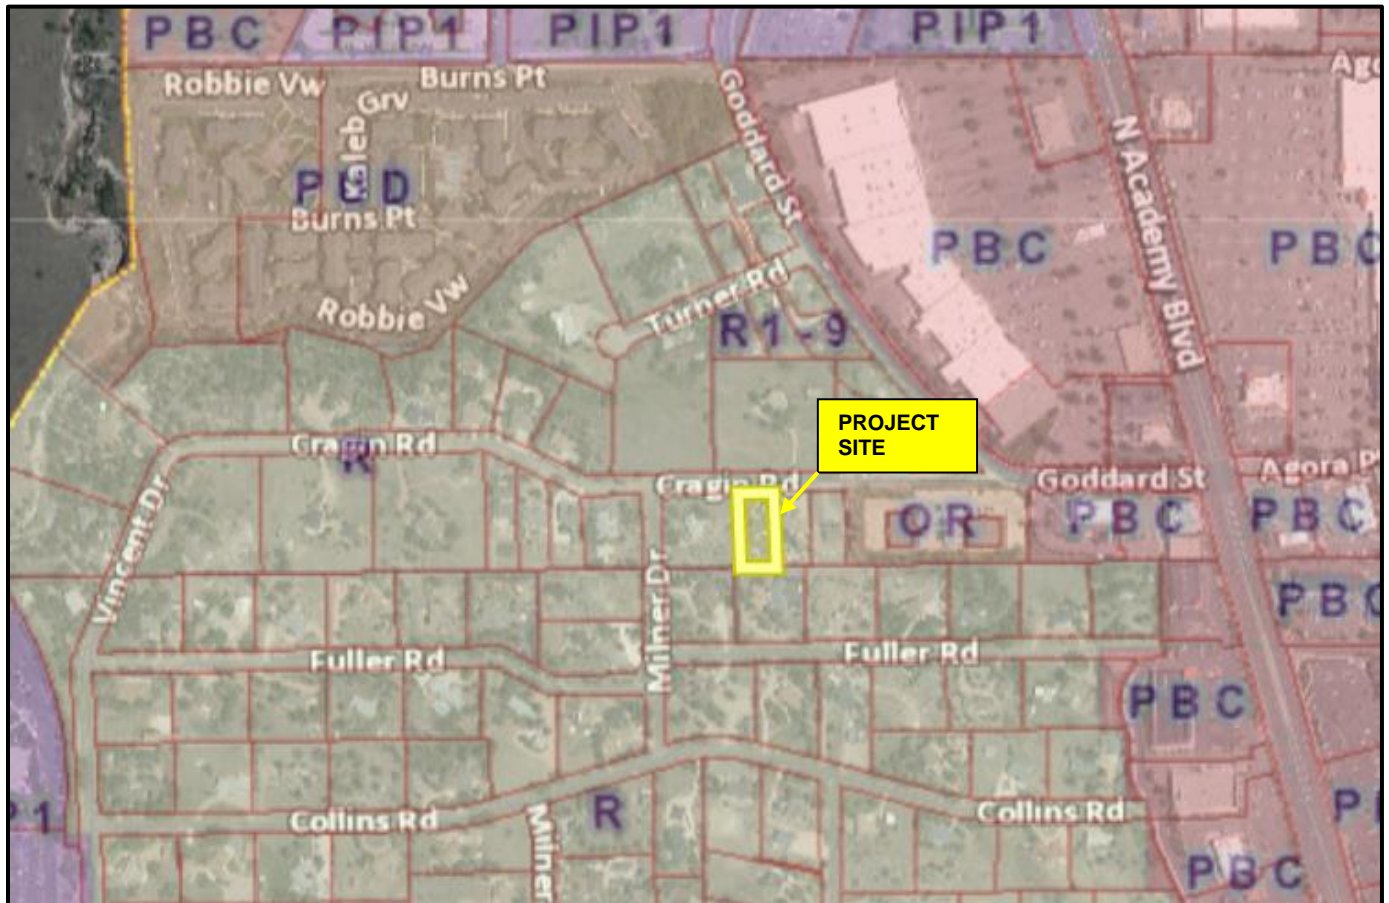 PBC
PIP1
PIP1
PIP1
Robbie Vw
Burns Pt
Kaleb Grv
Goddard St
N Academy Blvd
PUD
Burns Pt
PBC
PBC
Robbie Vw
Turner Rd
R1-9
PROJECT
SITE
Cragin Rd
R
Cragin Rd
Goddard St
Agora P
Vincent Dr
OR
PBC
PBC
Milner Dr
PBC
Fuller Rd
Fuller Rd
PBC
Collins Rd
Milner
R
Collins Rd
PBC